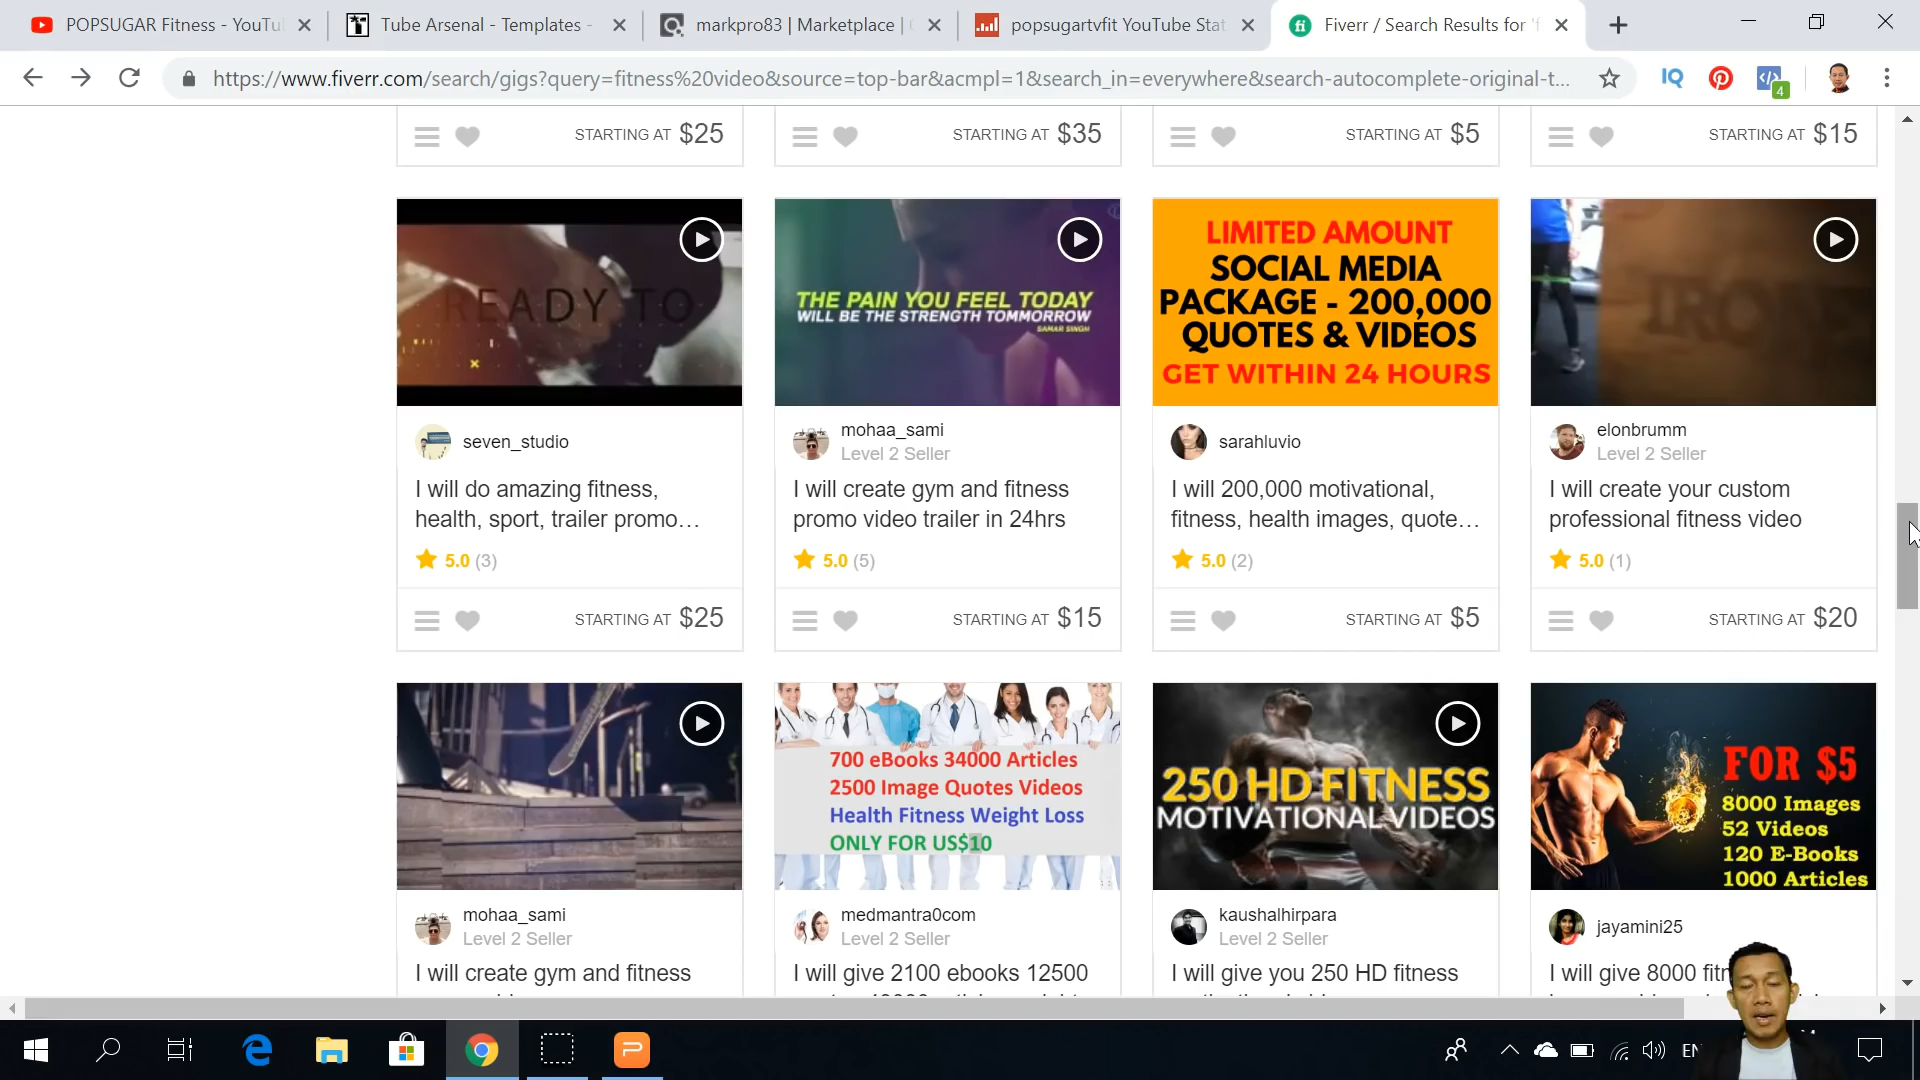 POPSUGAR Fitness - YouTu
Tube Arsenal - Templates -
markpro83 | Marketplace |
popsugartvfit YouTube Stat
Fiverr / Search Results for 'f
https://www.fiverr.com/search/gigs?query=fitness%20video&source=top-bar&acmpl=1&search_in=everywhere&search-autocomplete-original-t...
IQ
4
STARTING AT $25
STARTING AT $35
STARTING AT $5
STARTING AT $15
READY TO
THE PAIN YOU FEEL TODAY
WILL BE THE STRENGTH TOMMORROW
SAMAR SINGH
LIMITED AMOUNT
SOCIAL MEDIA
PACKAGE - 200,000
QUOTES & VIDEOS
GET WITHIN 24 HOURS
IRON
seven_studio
I will do amazing fitness,
health, sport, trailer promo...
5.0 (3)
STARTING AT $25
mohaa_sami
Level 2 Seller
I will create gym and fitness
promo video trailer in 24hrs
5.0 (5)
STARTING AT $15
sarahluvio
I will 200,000 motivational,
fitness, health images, quote...
5.0 (2)
STARTING AT $5
elonbrumm
Level 2 Seller
I will create your custom
professional fitness video
5.0 (1)
STARTING AT $20
700 eBooks 34000 Articles
2500 Image Quotes Videos
Health Fitness Weight Loss
ONLY FOR US$10
250 HD FITNESS
MOTIVATIONAL VIDEOS
FOR $5
8000 Images
52 Videos
120 E-Books
1000 Articles
mohaa_sami
Level 2 Seller
I will create gym and fitness
medmantra0com
Level 2 Seller
I will give 2100 ebooks 12500
kaushalhirpara
Level 2 Seller
I will give you 250 HD fitness
jayamini25
I will give 8000